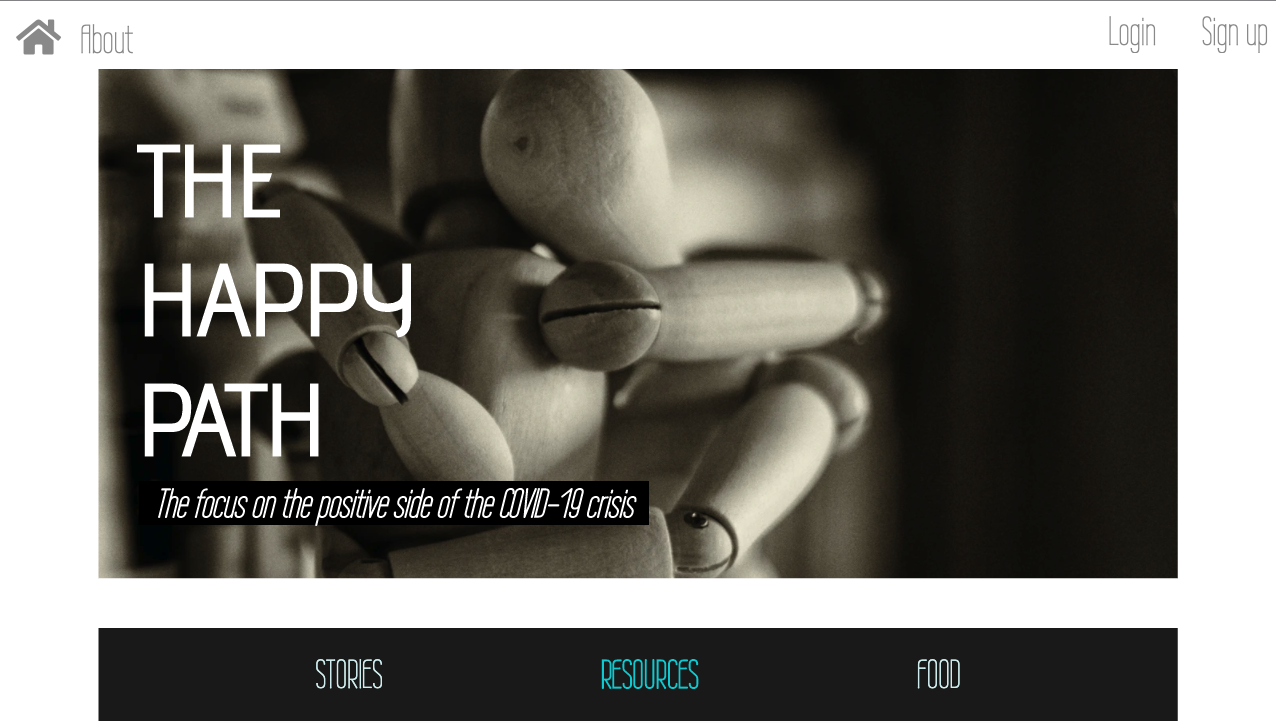 About
Login
Sign up
THE
HAPPY
PATH
The focus on the positive side of the COVID-19 crisis
STORIES
RESOURCES
FOOD